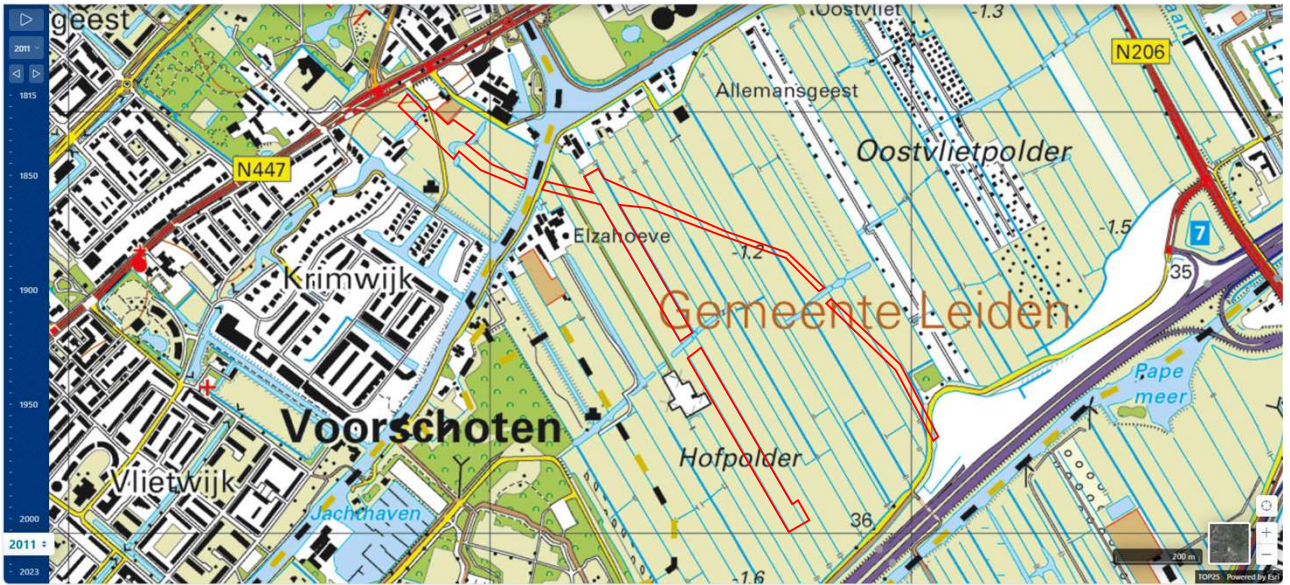 geest
Oostvliet
-1.3
N206
2011
Allemansgeest
1815
Oostvlietpolder
N447
1850
-1.5
7
Elzahoeve
-1.2
35
Krimwijk
1900
Gemeente Leiden
Pape
meer
1950
Voorschoten
Hofpolder
Vlietwijk
Jachthaven
36
2000
2011
200 m
2023
-1.6
TOP25 Powered by Esri